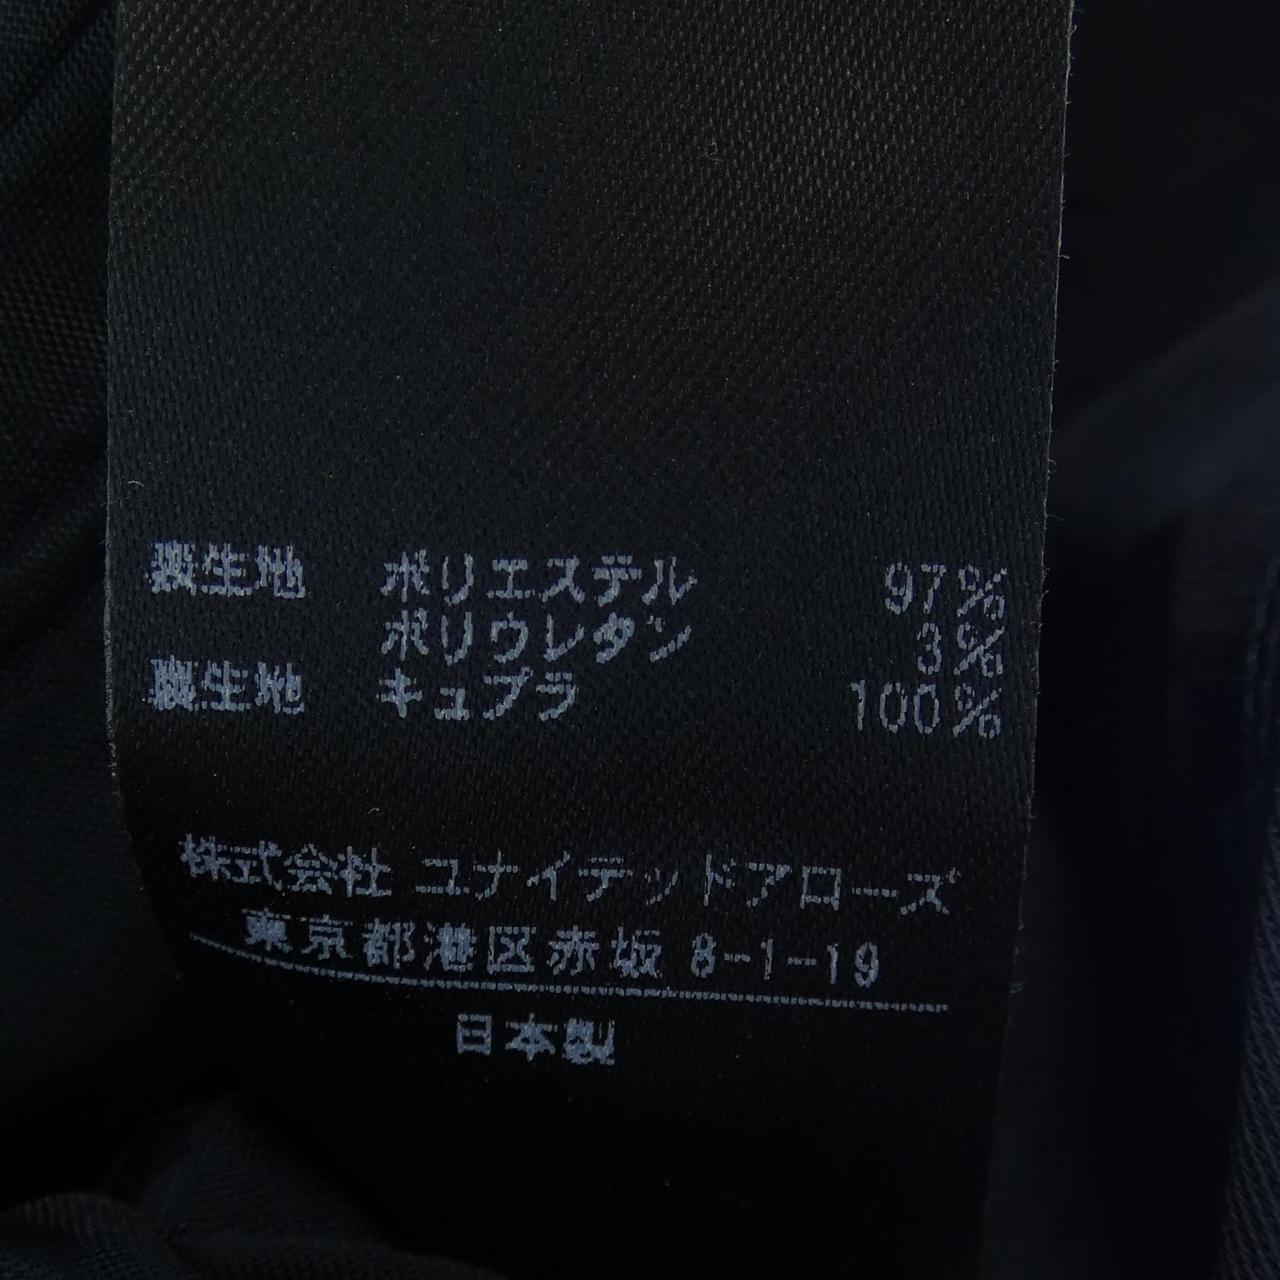 表生地 ポリエステル 97%
ポリウレタン 3%
裏生地 キュプラ 100%
株式会社 ユナイテッドアローズ
東京都港区赤坂 8-1-19
日本製